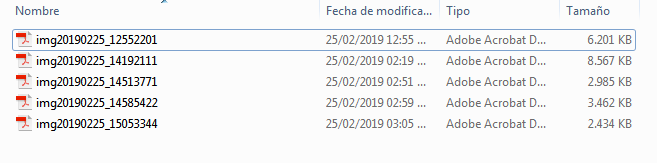 Nombre Fecha de modifica... Tipo Tamaño
img20190225_12552201 25/02/2019 12:55 ... Adobe Acrobat D... 6.201 KB
img20190225_14192111 25/02/2019 02:19 ... Adobe Acrobat D... 8.567 KB
img20190225_14513771 25/02/2019 02:51 ... Adobe Acrobat D... 2.985 KB
img20190225_14585422 25/02/2019 02:59 ... Adobe Acrobat D... 3.462 KB
img20190225_15053344 25/02/2019 03:05 ... Adobe Acrobat D... 2.434 KB